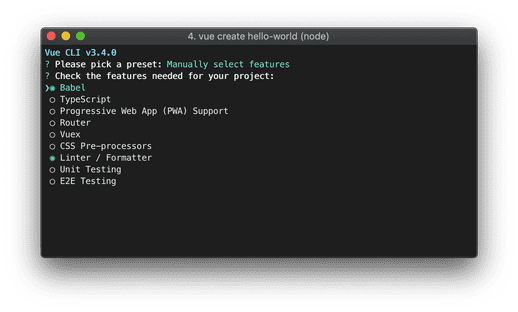 4. vue create hello-world (node)
Vue CLI v3.4.0
? Please pick a preset: Manually select features
? Check the features needed for your project:
❯◉ Babel
◯ TypeScript
◯ Progressive Web App (PWA) Support
◯ Router
◯ Vuex
◯ CSS Pre-processors
◉ Linter / Formatter
◯ Unit Testing
◯ E2E Testing